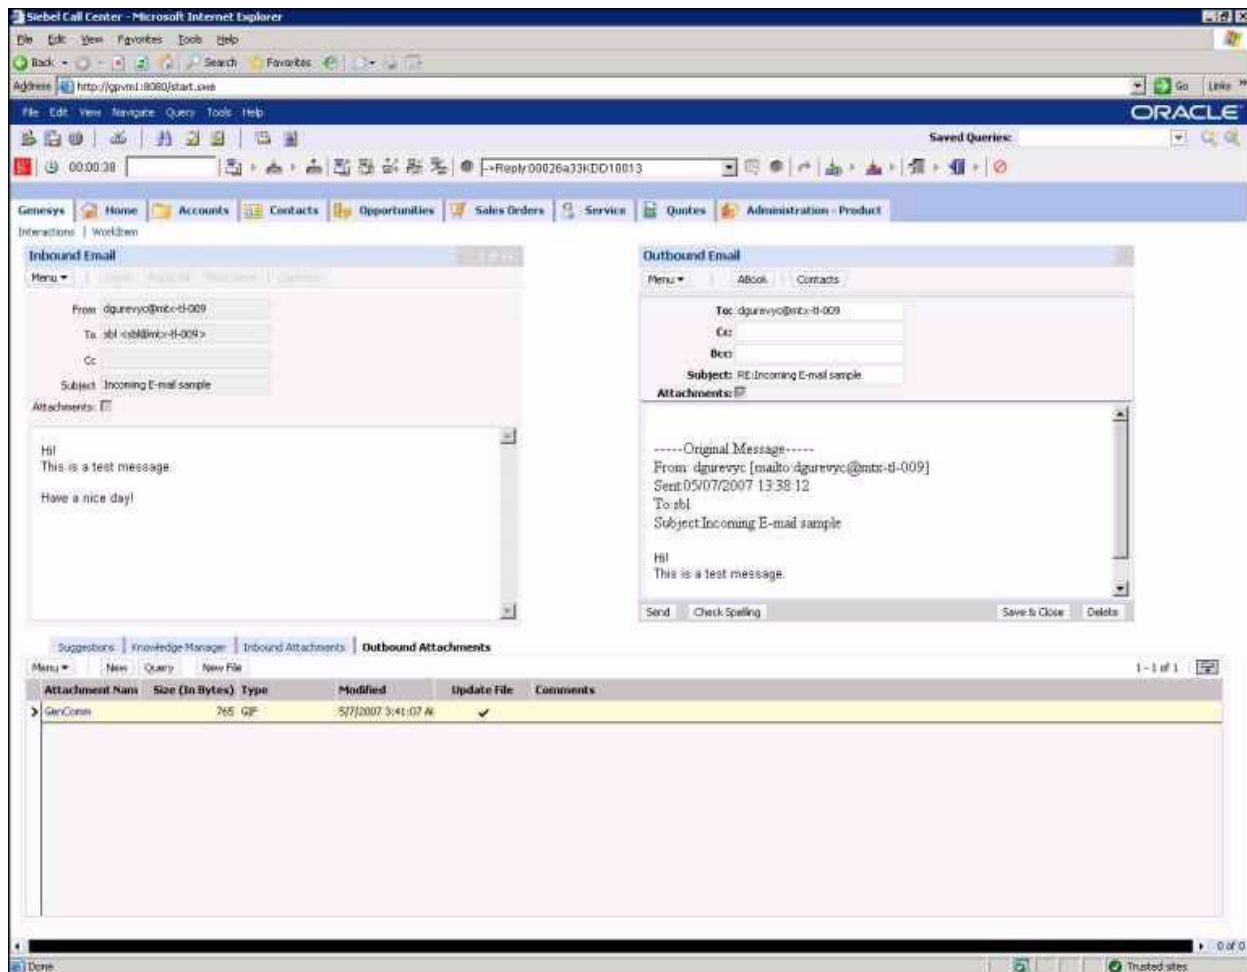 Siebel Call Center - Microsoft Internet Explorer
File Edit View Favorites Tools Help
Back Search Favorites
Address http://gpvm1:8080/start.swe Go Links
File Edit View Navigate Query Tools Help ORACLE
Saved Queries:
00:00:38 ->Reply:00026a33KDD10013
Genesys Home Accounts Contacts Opportunities Sales Orders Service Quotes Administration - Product
Interactions | WorkItem
Inbound Email
Menu
From dgurevyc@mtx-tl-009
To sbl <sbl@mtx-tl-009>
Cc
Subject Incoming E-mail sample
Attachments:
Hi!
This is a test message.
Have a nice day!
Outbound Email
Menu ABook Contacts
To: dgurevyc@mtx-tl-009
Cc:
Bcc:
Subject: RE:Incoming E-mail sample
Attachments:
-----Original Message-----
From: dgurevyc [mailto:dgurevyc@mtx-tl-009]
Sent:05/07/2007 13:38:12
To:sbl
Subject:Incoming E-mail sample
Hi!
This is a test message.
Send Check Spelling Save & Close Delete
Suggestions Knowledge Manager Inbound Attachments Outbound Attachments
Menu New Query New File 1 - 1 of 1
Attachment Nam Size (In Bytes) Type Modified Update File Comments
GenComm 765 GIF 5/7/2007 3:41:07 A
0 of 0
Done Trusted sites